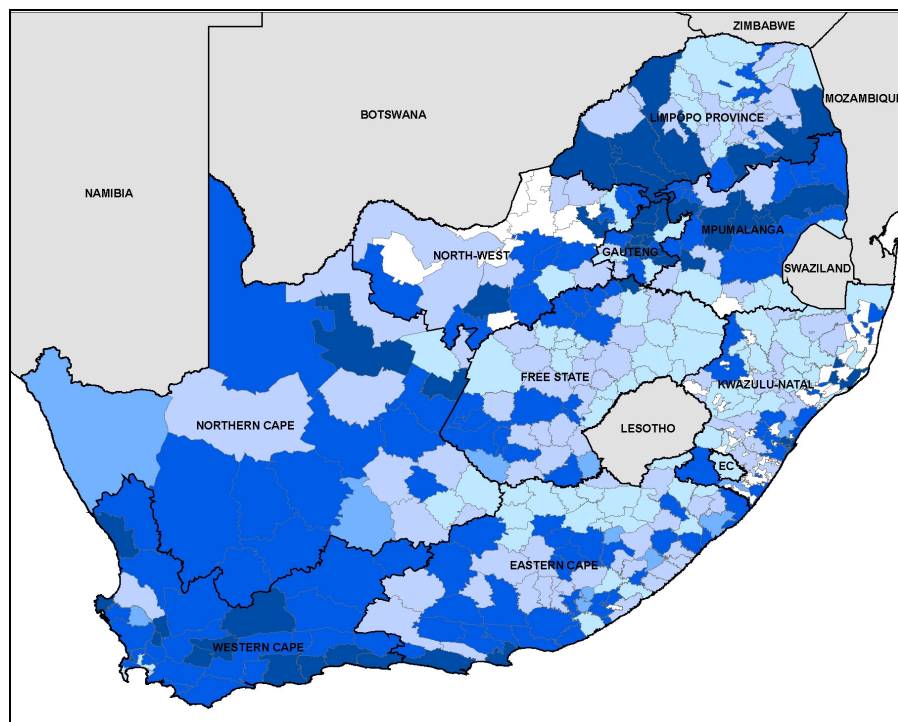 ZIMBABWE
MOZAMBIQUE
BOTSWANA
LIMPOPO PROVINCE
NAMIBIA
MPUMALANGA
NORTH-WEST
GAUTENG
SWAZILAND
FREE STATE
KWAZULU-NATAL
NORTHERN CAPE
LESOTHO
EC
EASTERN CAPE
WESTERN CAPE